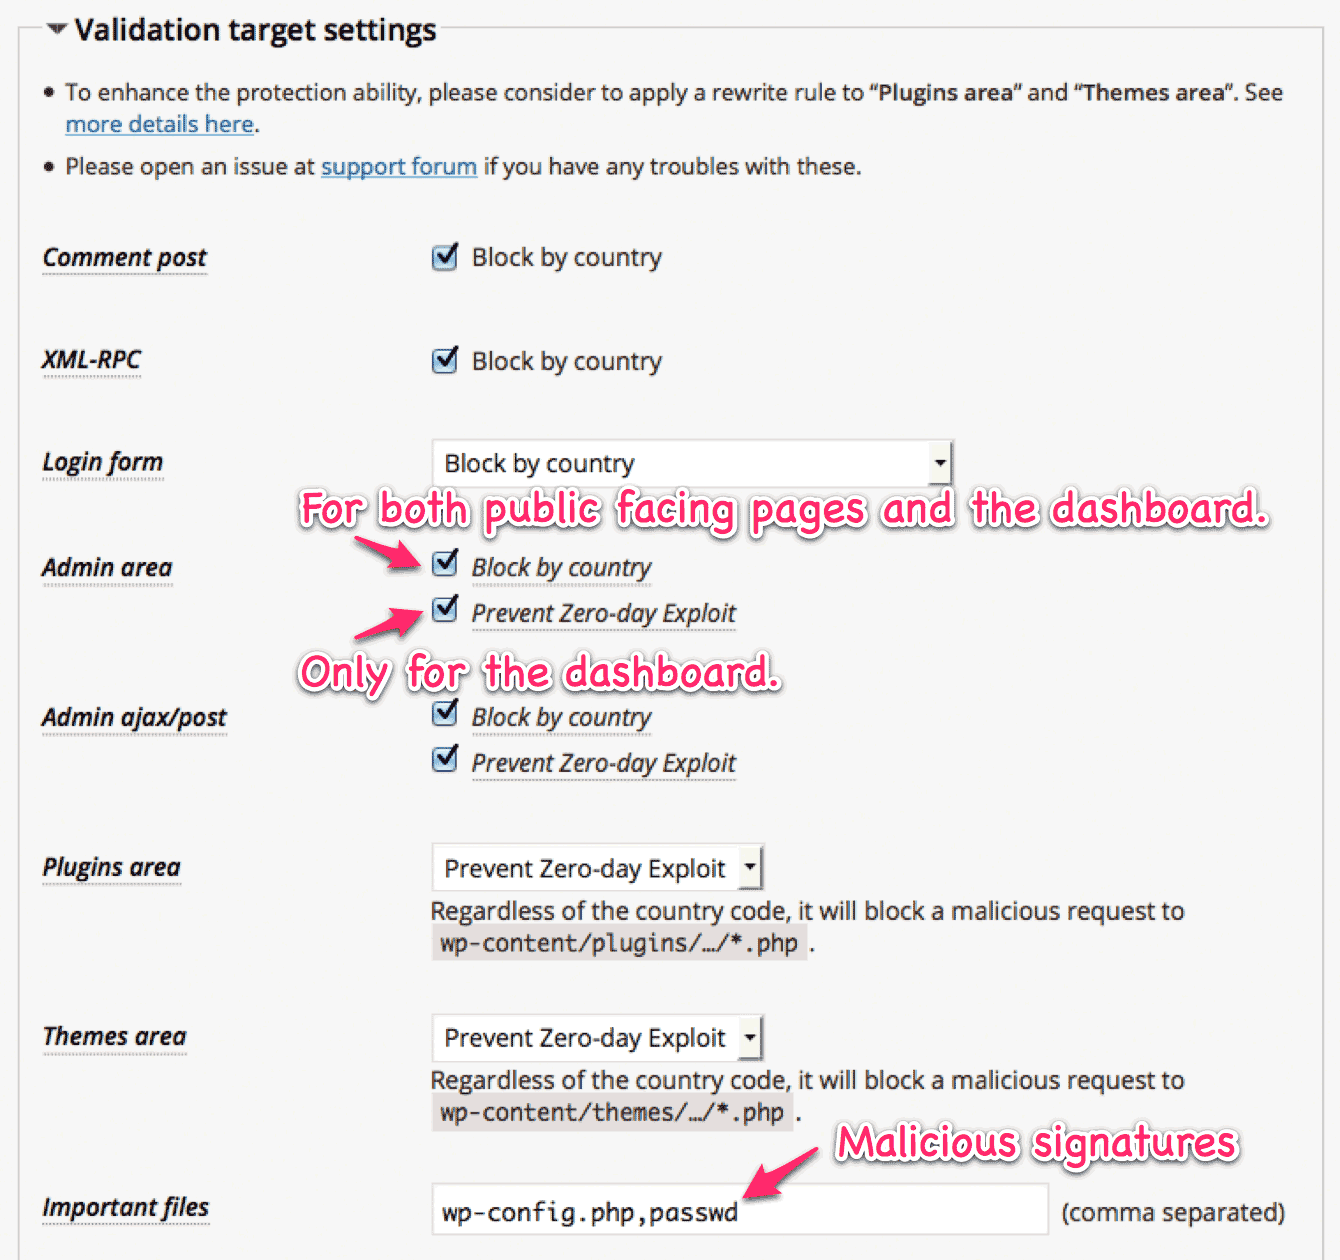 Validation target settings
To enhance the protection ability, please consider to apply a rewrite rule to “Plugins area” and “Themes area”. See
more details here.
Please open an issue at support forum if you have any troubles with these.
Comment post Block by country
XML-RPC Block by country
Login form Block by country
For both public facing pages and the dashboard.
Admin area Block by country
Prevent Zero-day Exploit
Only for the dashboard.
Admin ajax/post Block by country
Prevent Zero-day Exploit
Plugins area Prevent Zero-day Exploit
Regardless of the country code, it will block a malicious request to
wp-content/plugins/…/*.php .
Themes area Prevent Zero-day Exploit
Regardless of the country code, it will block a malicious request to
wp-content/themes/…/*.php .
Malicious signatures
Important files wp-config.php,passwd (comma separated)